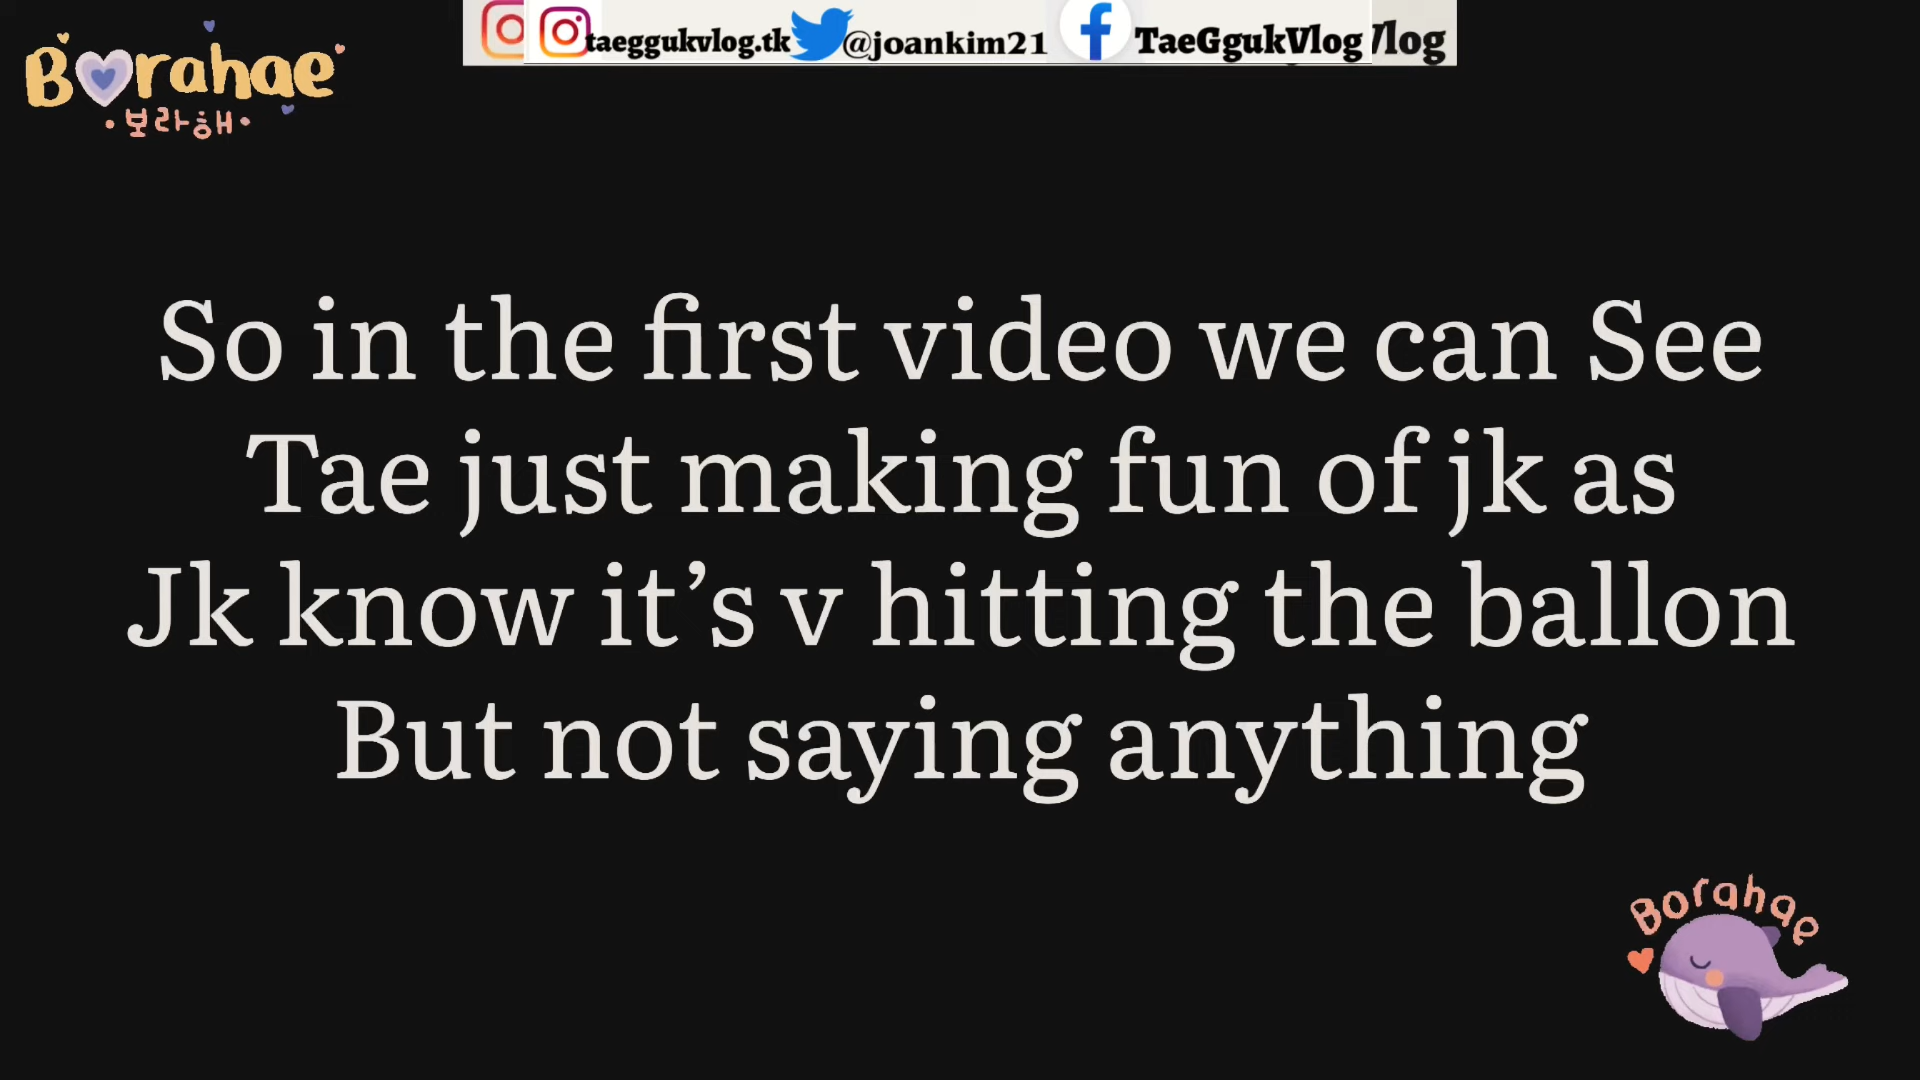 Borahae
보라해
taeggukvlog.tk @joankim21 TaeGgukVlog Vlog
So in the first video we can See
Tae just making fun of jk as
Jk know it’s v hitting the ballon
But not saying anything
Borahae